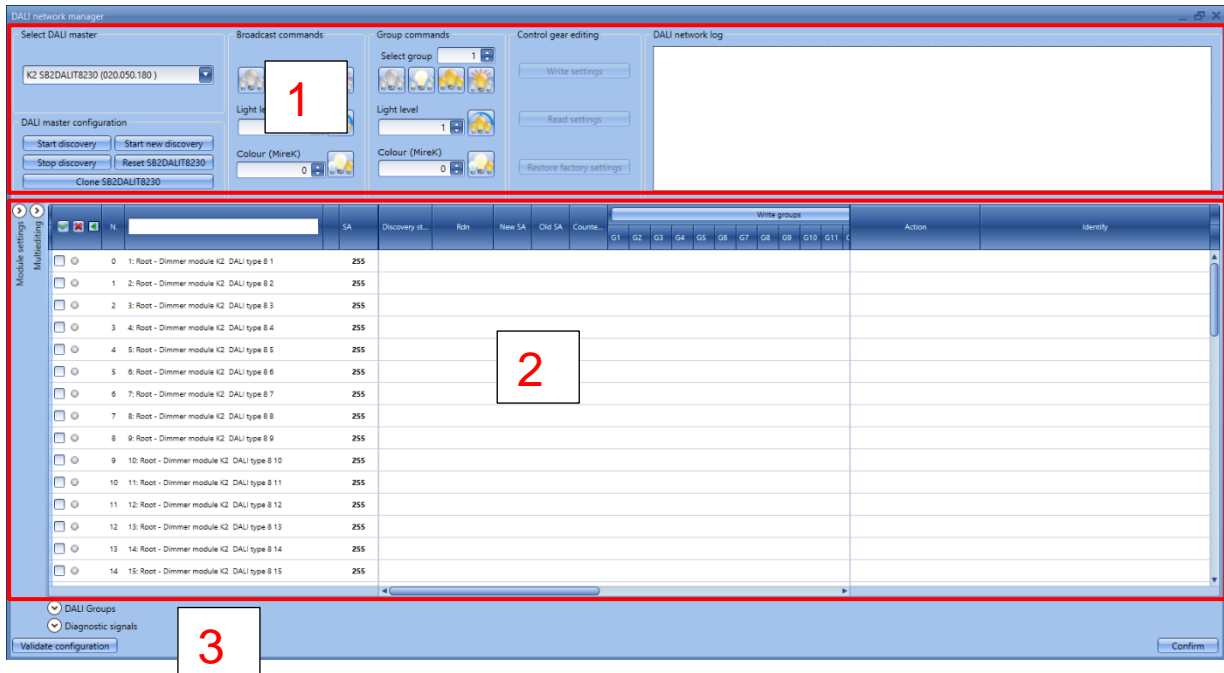 DALI network manager
Select DALI master
K2 SB2DALIT8230 (020.050.180 )
DALI master configuration
Start discovery
Start new discovery
Stop discovery
Reset SB2DALIT8230
Clone SB2DALIT8230
Broadcast commands
1
Light le
Colour (MireK)
0
Group commands
Select group
1
Light level
1
Colour (MireK)
0
Control gear editing
Write settings
Read settings
Restore factory settings
DALI network log
Module settings
Multiediting
N.
SA
Discovery st...
Rdn
New SA
Old SA
Counte...
Write groups
G1 G2 G3 G4 G5 G6 G7 G8 G9 G10 G11
Action
Identify
0 1: Root - Dimmer module K2 DALI type 8 1 255
1 2: Root - Dimmer module K2 DALI type 8 2 255
2 3: Root - Dimmer module K2 DALI type 8 3 255
3 4: Root - Dimmer module K2 DALI type 8 4 255
4 5: Root - Dimmer module K2 DALI type 8 5 255
5 6: Root - Dimmer module K2 DALI type 8 6 255
6 7: Root - Dimmer module K2 DALI type 8 7 255
7 8: Root - Dimmer module K2 DALI type 8 8 255
8 9: Root - Dimmer module K2 DALI type 8 9 255
9 10: Root - Dimmer module K2 DALI type 8 10 255
10 11: Root - Dimmer module K2 DALI type 8 11 255
11 12: Root - Dimmer module K2 DALI type 8 12 255
12 13: Root - Dimmer module K2 DALI type 8 13 255
13 14: Root - Dimmer module K2 DALI type 8 14 255
14 15: Root - Dimmer module K2 DALI type 8 15 255
2
DALI Groups
Diagnostic signals
Validate configuration
3
Confirm